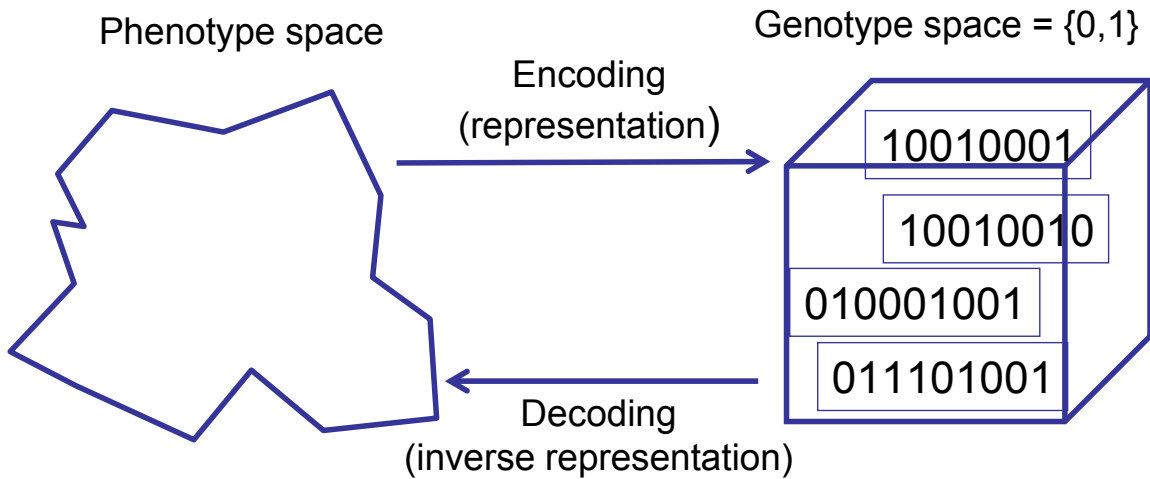 Phenotype space
Genotype space = {0,1}
Encoding
(representation)
10010001
10010010
010001001
011101001
Decoding
(inverse representation)